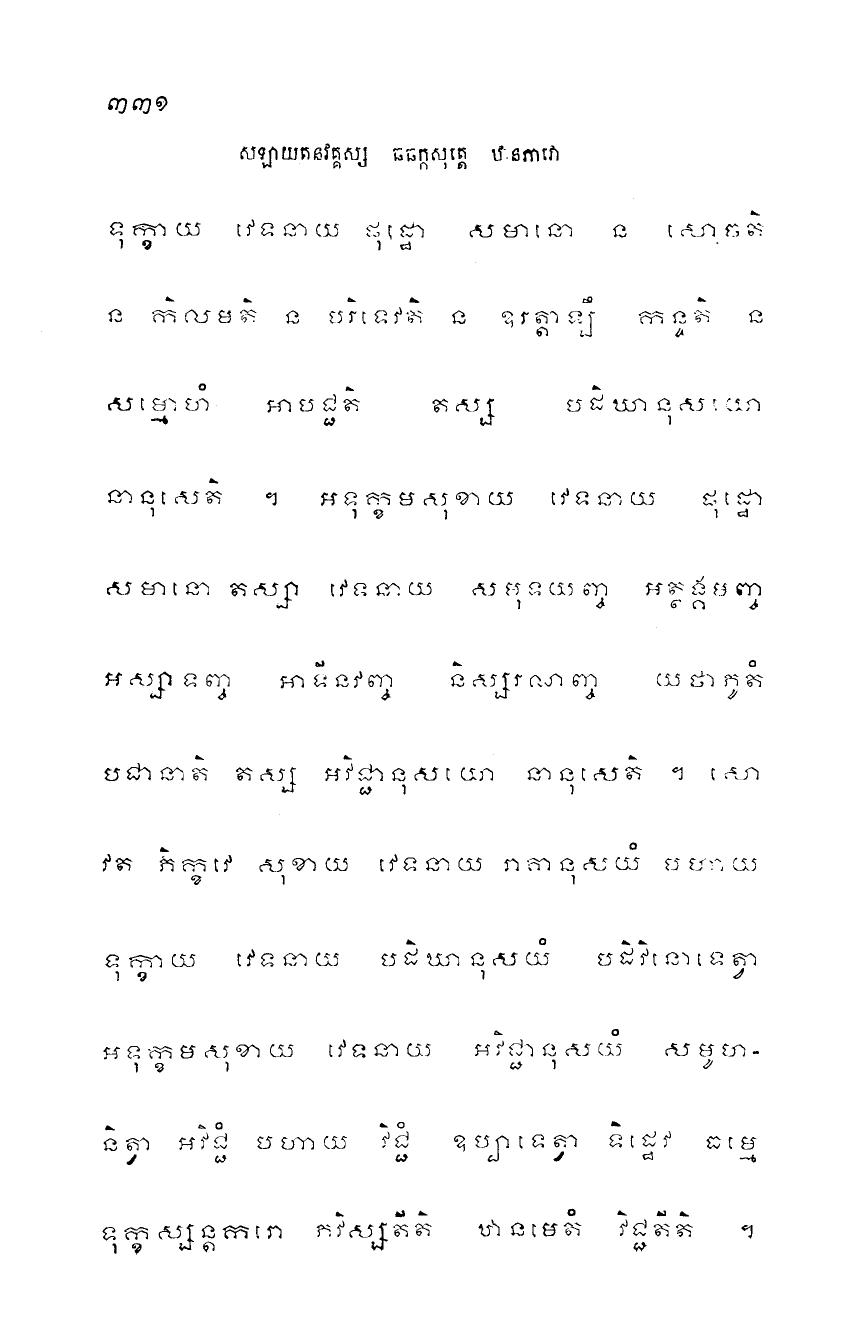 ៣៣១
សឡាយតនវគ្គស្ស ឆឆក្កសុត្តេ ឋានភាវោ
ទុក្ខាយ វេទនាយ ផុដ្ឋោ សមានោ ន សោចតិ
ន កិលមតិ ន បរិទេវតិ ន ឧរត្តាឡឹ កន្ទតិ ន
សម្មោហំ អាបជ្ជតិ តស្ស បដិឃានុសយោ
នានុសេតិ ។ អទុក្ខមសុខាយ វេទនាយ ផុដ្ឋោ
សមានោ តស្សា វេទនាយ សមុទយញ្ច អត្ថង្គមញ្ច
អស្សាទញ្ច អាទីនវញ្ច និស្សរណញ្ច យថាភូតំ
បជានាតិ តស្ស អវិជ្ជានុសយោ នានុសេតិ ។ សោ
វត ភិក្ខវេ សុខាយ វេទនាយ រាគានុសយំ បហាយ
ទុក្ខាយ វេទនាយ បដិឃានុសយំ បដិវិនោទេត្វា
អទុក្ខមសុខាយ វេទនាយ អវិជ្ជានុសយំ សមូហ-
និត្វា អវិជ្ជំ បហាយ វិជ្ជំ ឧប្បាទេត្វា ទិដ្ឋេវ ធម្មេ
ទុក្ខស្សន្តករោ ភវិស្សតីតិ ឋានមេតំ វិជ្ជតីតិ ។